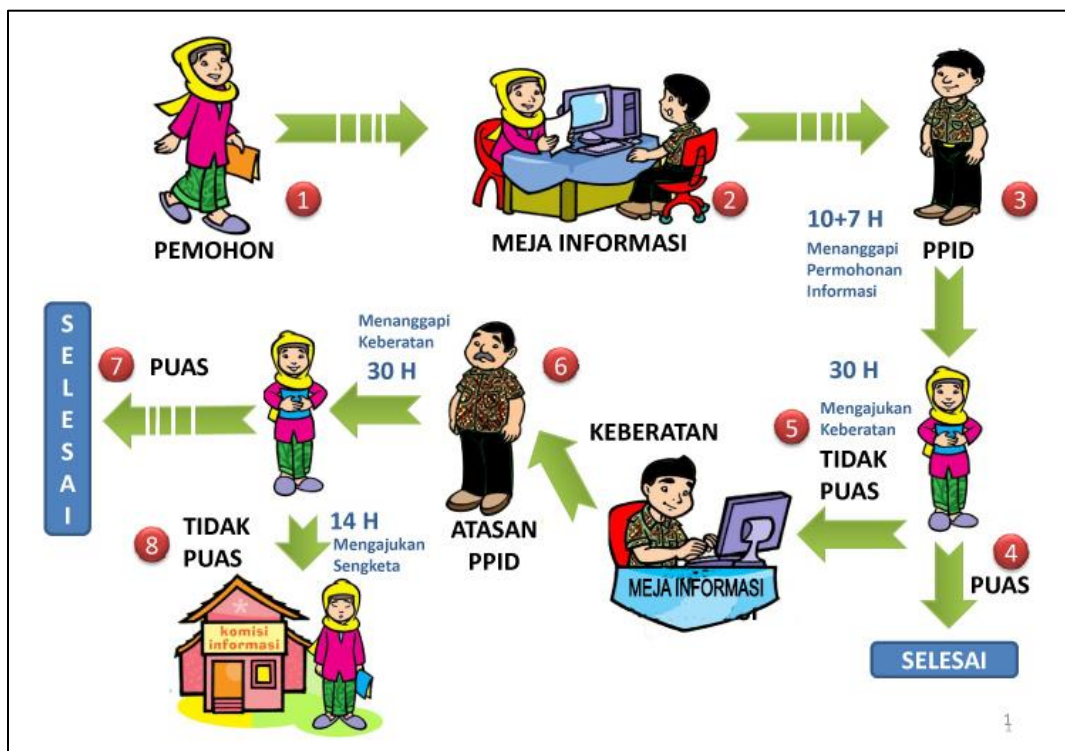 1
PEMOHON
2
MEJA INFORMASI
3
PPID
10+7 H
Menanggapi
Permohonan
Informasi
30 H
Mengajukan
Keberatan
5
TIDAK
PUAS
4
PUAS
SELESAI
KEBERATAN
MEJA INFORMASI
6
ATASAN
PPID
Menanggapi
Keberatan
30 H
7
PUAS
S
E
L
E
S
A
I
8
TIDAK
PUAS
14 H
Mengajukan
Sengketa
komisi
informasi
1